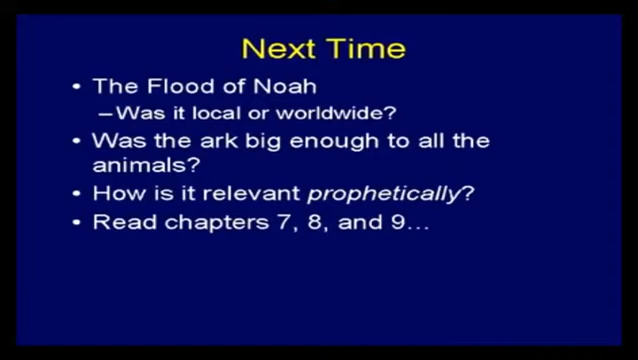 Next Time
• The Flood of Noah
–Was it local or worldwide?
• Was the ark big enough to all the
animals?
• How is it relevant prophetically?
• Read chapters 7, 8, and 9…